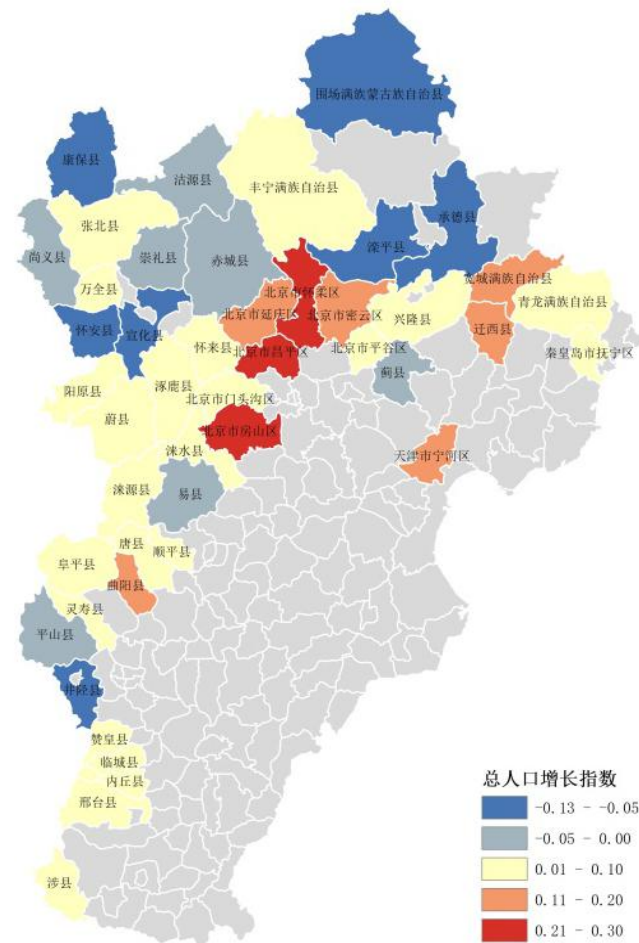 围场满族蒙古族自治县
康保县
沽源县
丰宁满族自治县
承德县
张北县
滦平县
尚义县
崇礼县
赤城县
宽城满族自治县
万全县
北京市怀柔区
青龙满族自治县
怀安县
宣化县
北京市延庆区
北京市密云区
兴隆县
迁西县
怀来县
北京市昌平区
北京市平谷区
秦皇岛市抚宁区
阳原县
涿鹿县
蓟县
北京市门头沟区
蔚县
北京市房山区
涞水县
天津市宁河区
涞源县
易县
唐县
顺平县
阜平县
曲阳县
灵寿县
平山县
井陉县
赞皇县
临城县
内丘县
邢台县
涉县
总人口增长指数
-0.13 - -0.05
-0.05 - 0.00
0.01 - 0.10
0.11 - 0.20
0.21 - 0.30